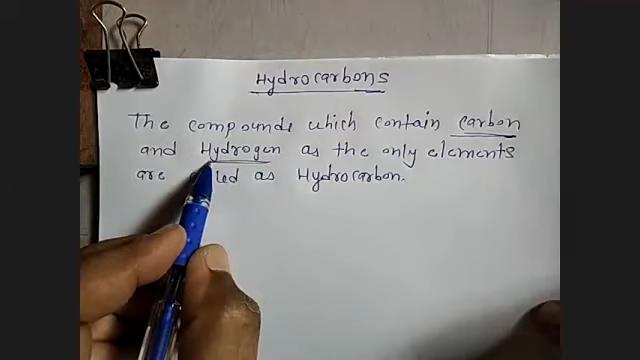 Hydrocarbons
The compounds which contain carbon
and Hydrogen as the only elements
are as Hydrocarbon.